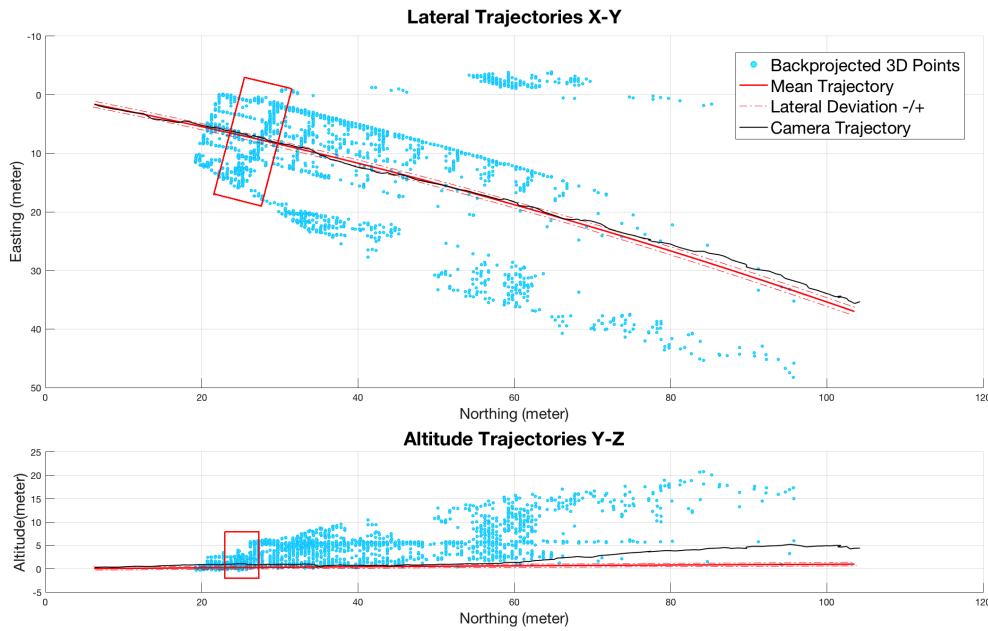 Lateral Trajectories X-Y
-10
0
10
20
30
40
50
Easting (meter)
Backprojected 3D Points
Mean Trajectory
Lateral Deviation -/+
Camera Trajectory
0 20 40 60 80 100 120
Northing (meter)
Altitude Trajectories Y-Z
25
20
15
10
5
0
-5
Altitude(meter)
0 20 40 60 80 100 120
Northing (meter)